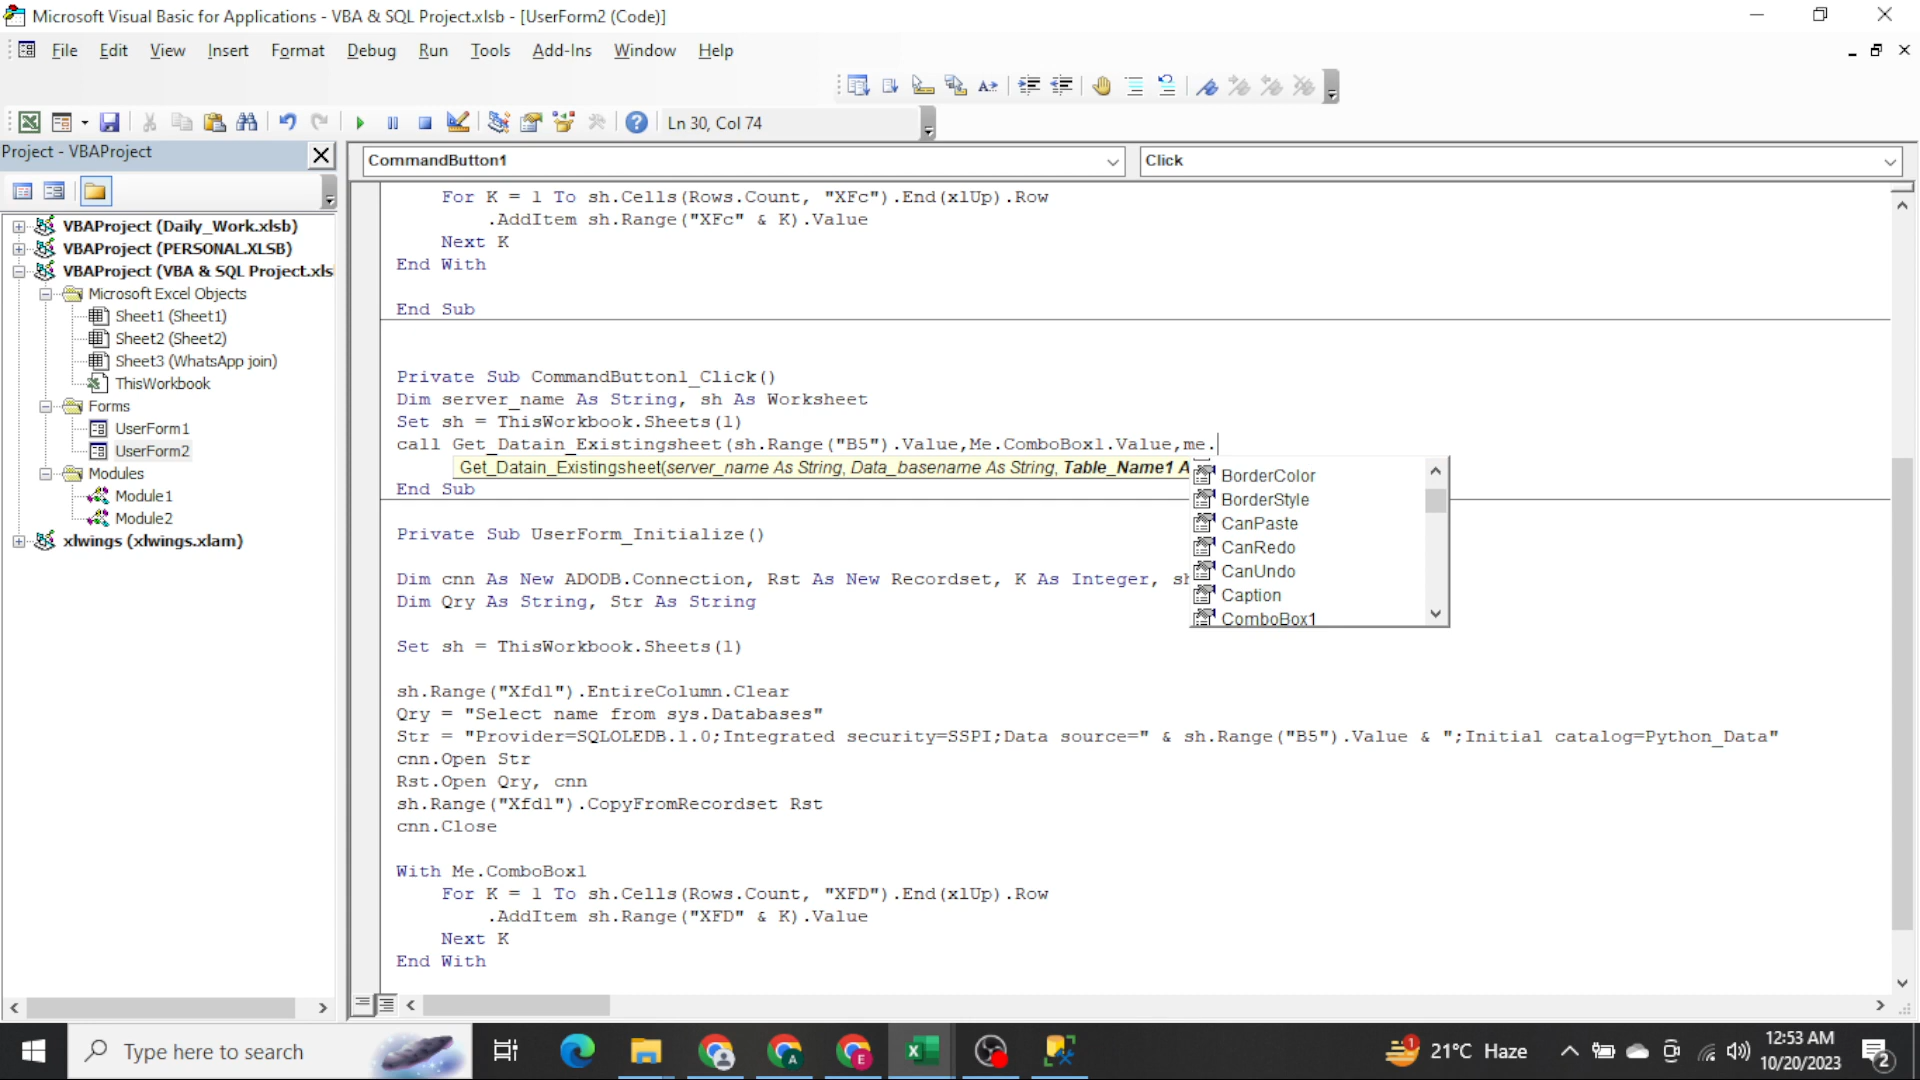 Microsoft Visual Basic for Applications - VBA & SQL Project.xlsb - [UserForm2 (Code)]
File Edit View Insert Format Debug Run Tools Add-Ins Window Help
Ln 30, Col 74
Project - VBAProject
CommandButton1
Click
VBAProject (Daily_Work.xlsb)
VBAProject (PERSONAL.XLSB)
VBAProject (VBA & SQL Project.xls
Microsoft Excel Objects
Sheet1 (Sheet1)
Sheet2 (Sheet2)
Sheet3 (WhatsApp join)
ThisWorkbook
Forms
UserForm1
UserForm2
Modules
Module1
Module2
xlwings (xlwings.xlam)
For K = 1 To sh.Cells(Rows.Count, "XFc").End(xlUp).Row
.AddItem sh.Range("XFc" & K).Value
Next K
End With
End Sub
Private Sub CommandButton1_Click()
Dim server_name As String, sh As Worksheet
Set sh = ThisWorkbook.Sheets(1)
call Get_Datain_Existingsheet(sh.Range("B5").Value,Me.ComboBox1.Value,me.
Get_Datain_Existingsheet(server_name As String, Data_basename As String, Table_Name1 A
End Sub
BorderColor
BorderStyle
CanPaste
CanRedo
CanUndo
Caption
ComboBox1
Private Sub UserForm_Initialize()
Dim cnn As New ADODB.Connection, Rst As New Recordset, K As Integer, sh
Dim Qry As String, Str As String
Set sh = ThisWorkbook.Sheets(1)
sh.Range("Xfd1").EntireColumn.Clear
Qry = "Select name from sys.Databases"
Str = "Provider=SQLOLEDB.1.0;Integrated security=SSPI;Data source=" & sh.Range("B5").Value & ";Initial catalog=Python_Data"
cnn.Open Str
Rst.Open Qry, cnn
sh.Range("Xfd1").CopyFromRecordset Rst
cnn.Close
With Me.ComboBox1
For K = 1 To sh.Cells(Rows.Count, "XFD").End(xlUp).Row
.AddItem sh.Range("XFD" & K).Value
Next K
End With
Type here to search
21°C Haze
12:53 AM
10/20/2023
2